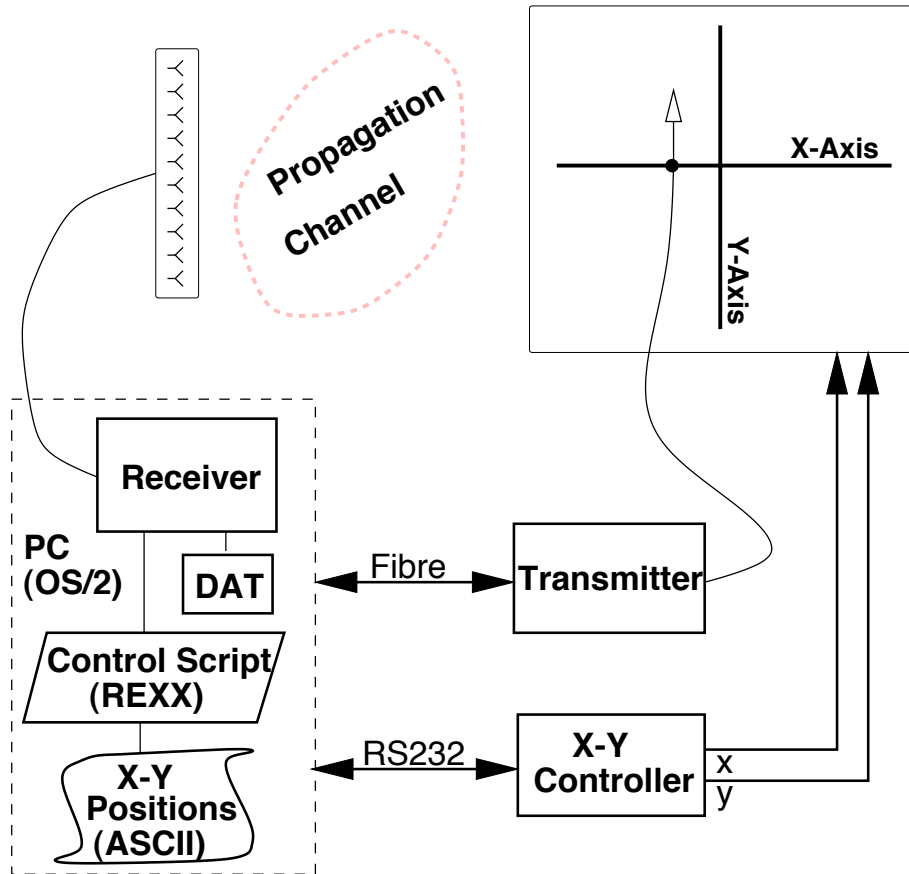 Propagation
Channel
X-Axis
Y-Axis
Receiver
PC
(OS/2)
DAT
Fibre
Transmitter
Control Script
(REXX)
RS232
X-Y
Controller
x
y
X-Y
Positions
(ASCII)